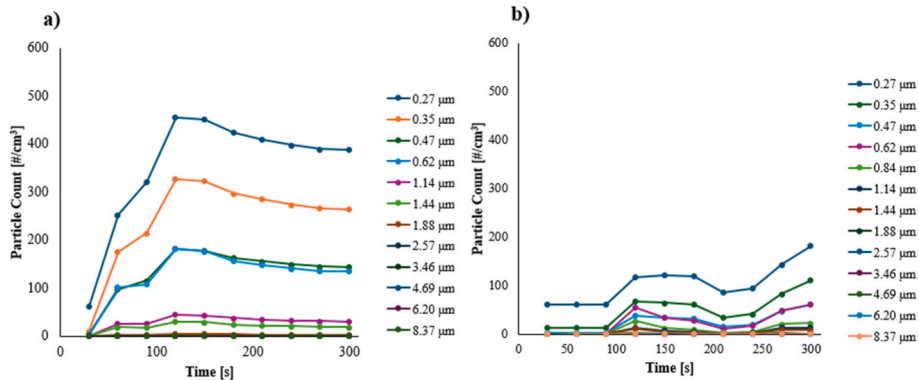 a)
600
500
400
300
200
100
0
0
100
200
300
Particle Count [#/cm³]
Time [s]
0.27 µm
0.35 µm
0.47 µm
0.62 µm
1.14 µm
1.44 µm
1.88 µm
2.57 µm
3.46 µm
4.69 µm
6.20 µm
8.37 µm
b)
600
500
400
300
200
100
0
0
50
100
150
200
250
300
Particle Count [#/cm³]
Time [s]
0.27 µm
0.35 µm
0.47 µm
0.62 µm
0.84 µm
1.14 µm
1.44 µm
1.88 µm
2.57 µm
3.46 µm
4.69 µm
6.20 µm
8.37 µm